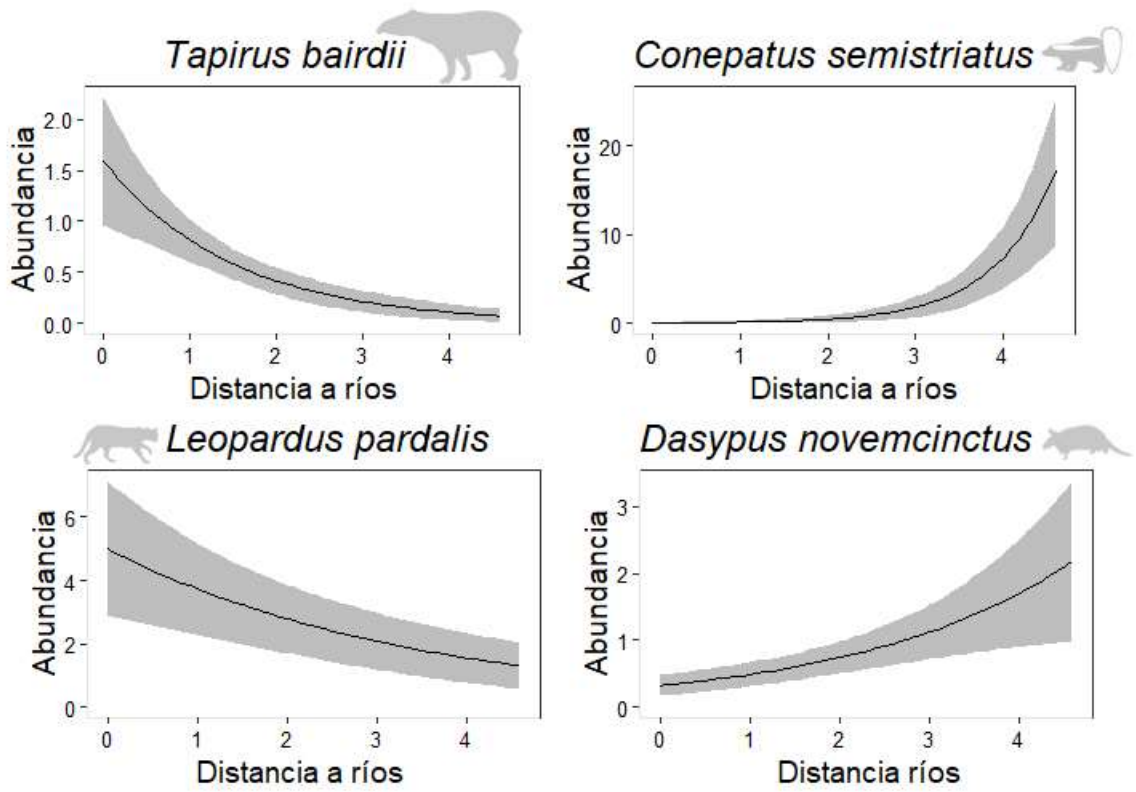 Tapirus bairdii
Abundancia
2.0
1.5
1.0
0.5
0.0
0 1 2 3 4
Distancia a ríos
Conepatus semistriatus
Abundancia
20
10
0
0 1 2 3 4
Distancia a ríos
Leopardus pardalis
Abundancia
6
4
2
0
0 1 2 3 4
Distancia a ríos
Dasypus novemcinctus
Abundancia
3
2
1
0
0 1 2 3 4
Distancia ríos